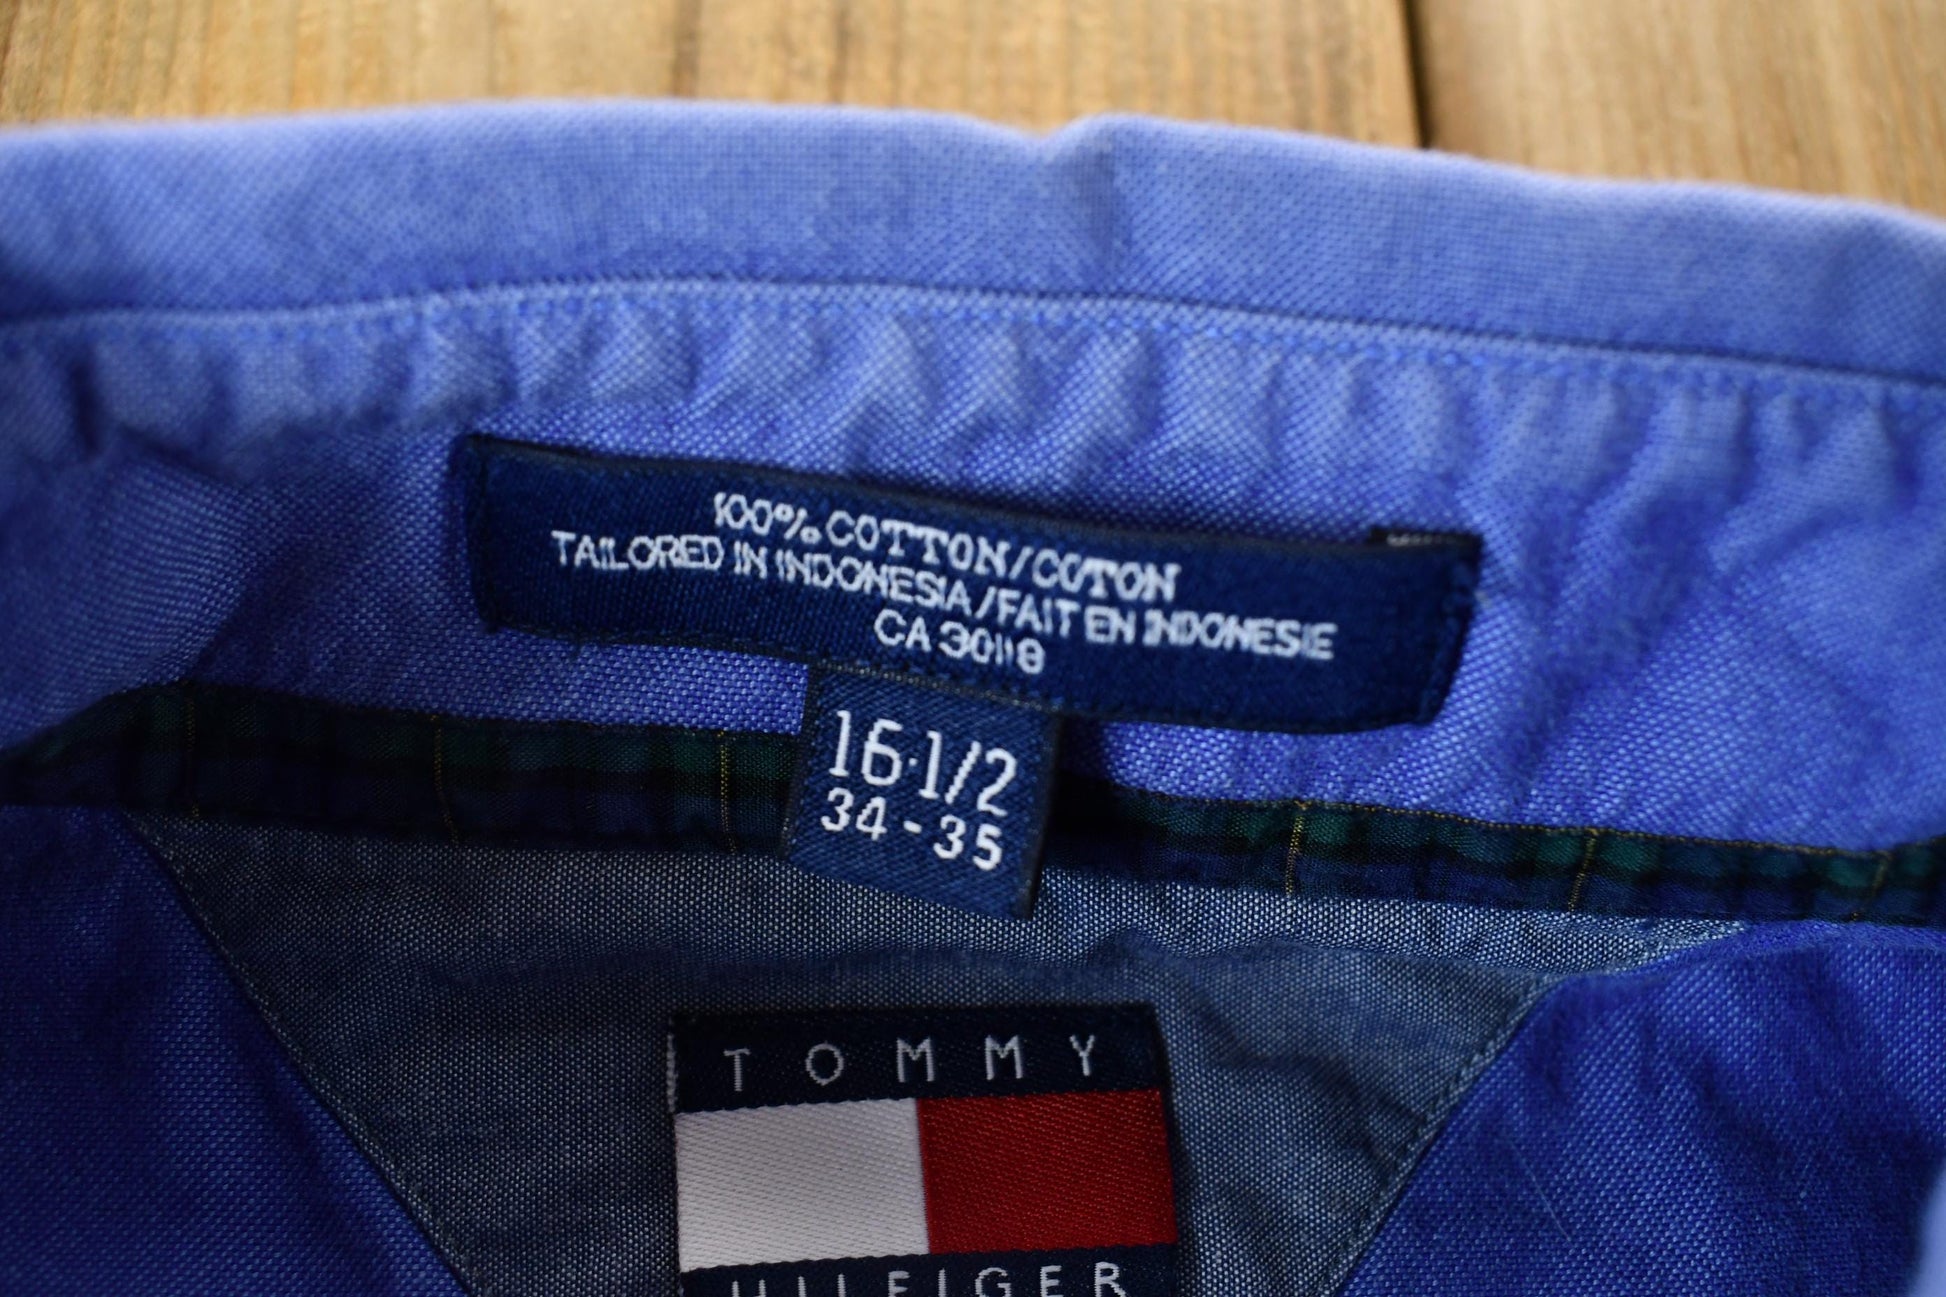 100% COTTON/COTON
TAILORED IN INDONESIA/FAIT EN INDONESIE
CA 30118
16·1/2
34-35
TOMMY
HILFIGER